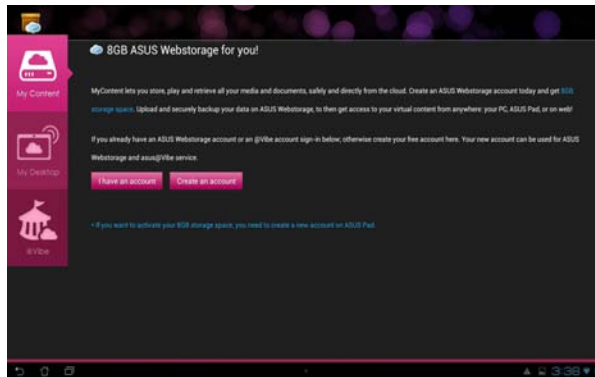 8GB ASUS Webstorage for you!
My Content
MyContent lets you store, play and retrieve all your media and documents, safely and directly from the cloud. Create an ASUS Webstorage account today and get 8GB
storage space. Upload and securely backup your data on ASUS Webstorage, to then get access to your virtual content from anywhere: your PC, ASUS Pad, or on web!
If you already have an ASUS Webstorage account or an @Vibe account sign-in below; otherwise create your free account here. Your new account can be used for ASUS
Webstorage and asus@Vibe service.
My Desktop
I have an account
Create an account
@Vibe
* If you want to activate your 8GB storage space, you need to create a new account on ASUS Pad.
3:38